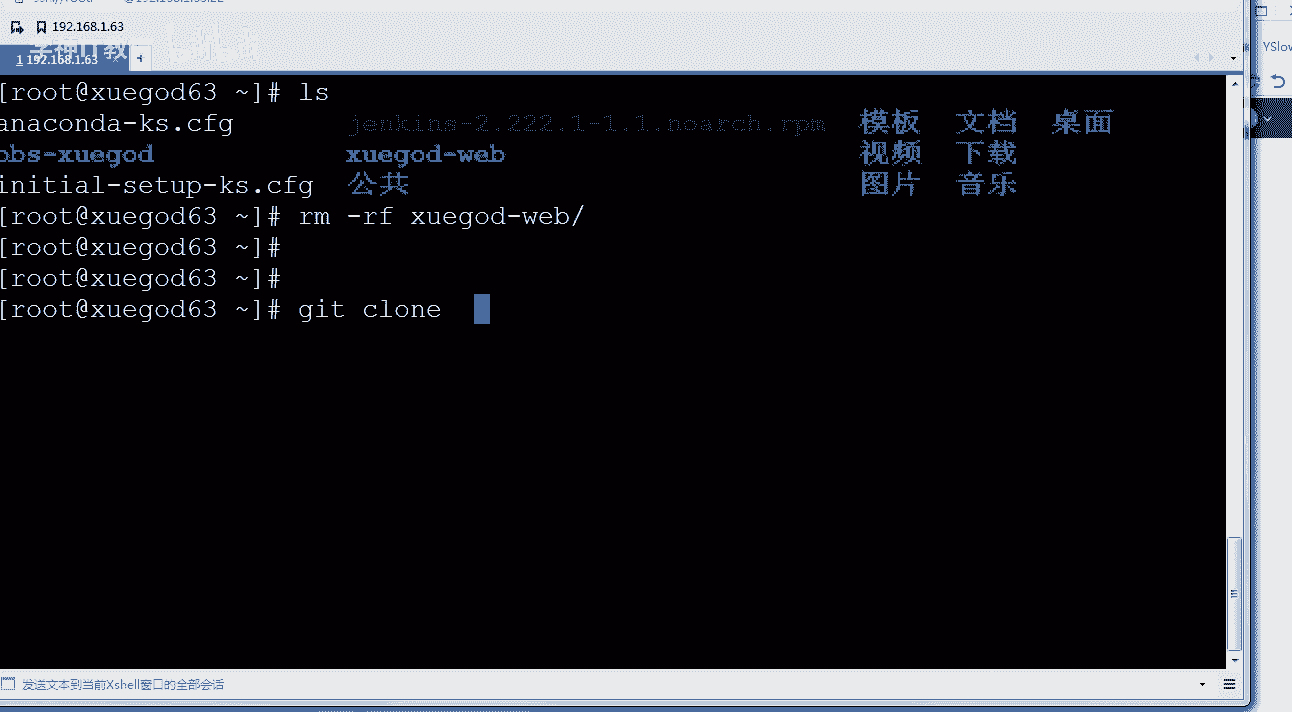 192.168.1.63
1 192.168.1.63 +
YSlow
[root@xuegod63 ~]# ls
anaconda-ks.cfg jenkins-2.222.1-1.1.noarch.rpm 模板 文档 桌面
obs-xuegod xuegod-web 视频 下载
initial-setup-ks.cfg 公共 图片 音乐
[root@xuegod63 ~]# rm -rf xuegod-web/
[root@xuegod63 ~]#
[root@xuegod63 ~]#
[root@xuegod63 ~]# git clone
发送文本到当前Xshell窗口的全部会话